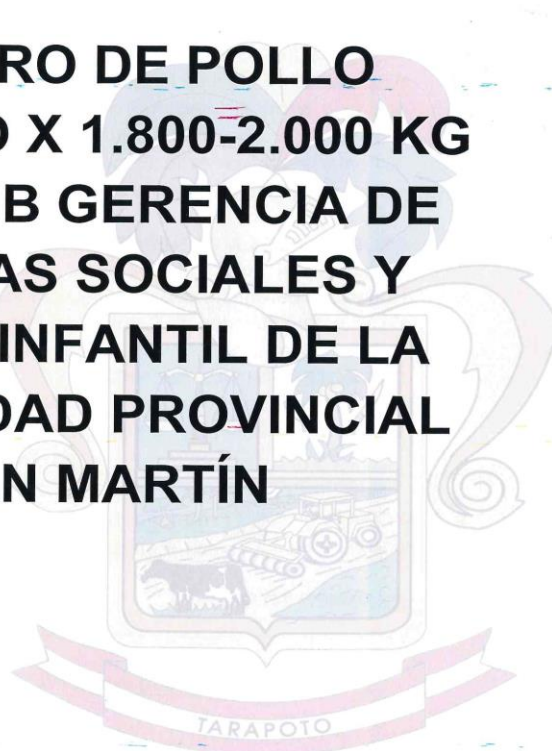 RO DE POLLO
O X 1.800-2.000 KG
B GERENCIA DE
AS SOCIALES Y
INFANTIL DE LA
DAD PROVINCIAL
N MARTÍN
TARAPOTO